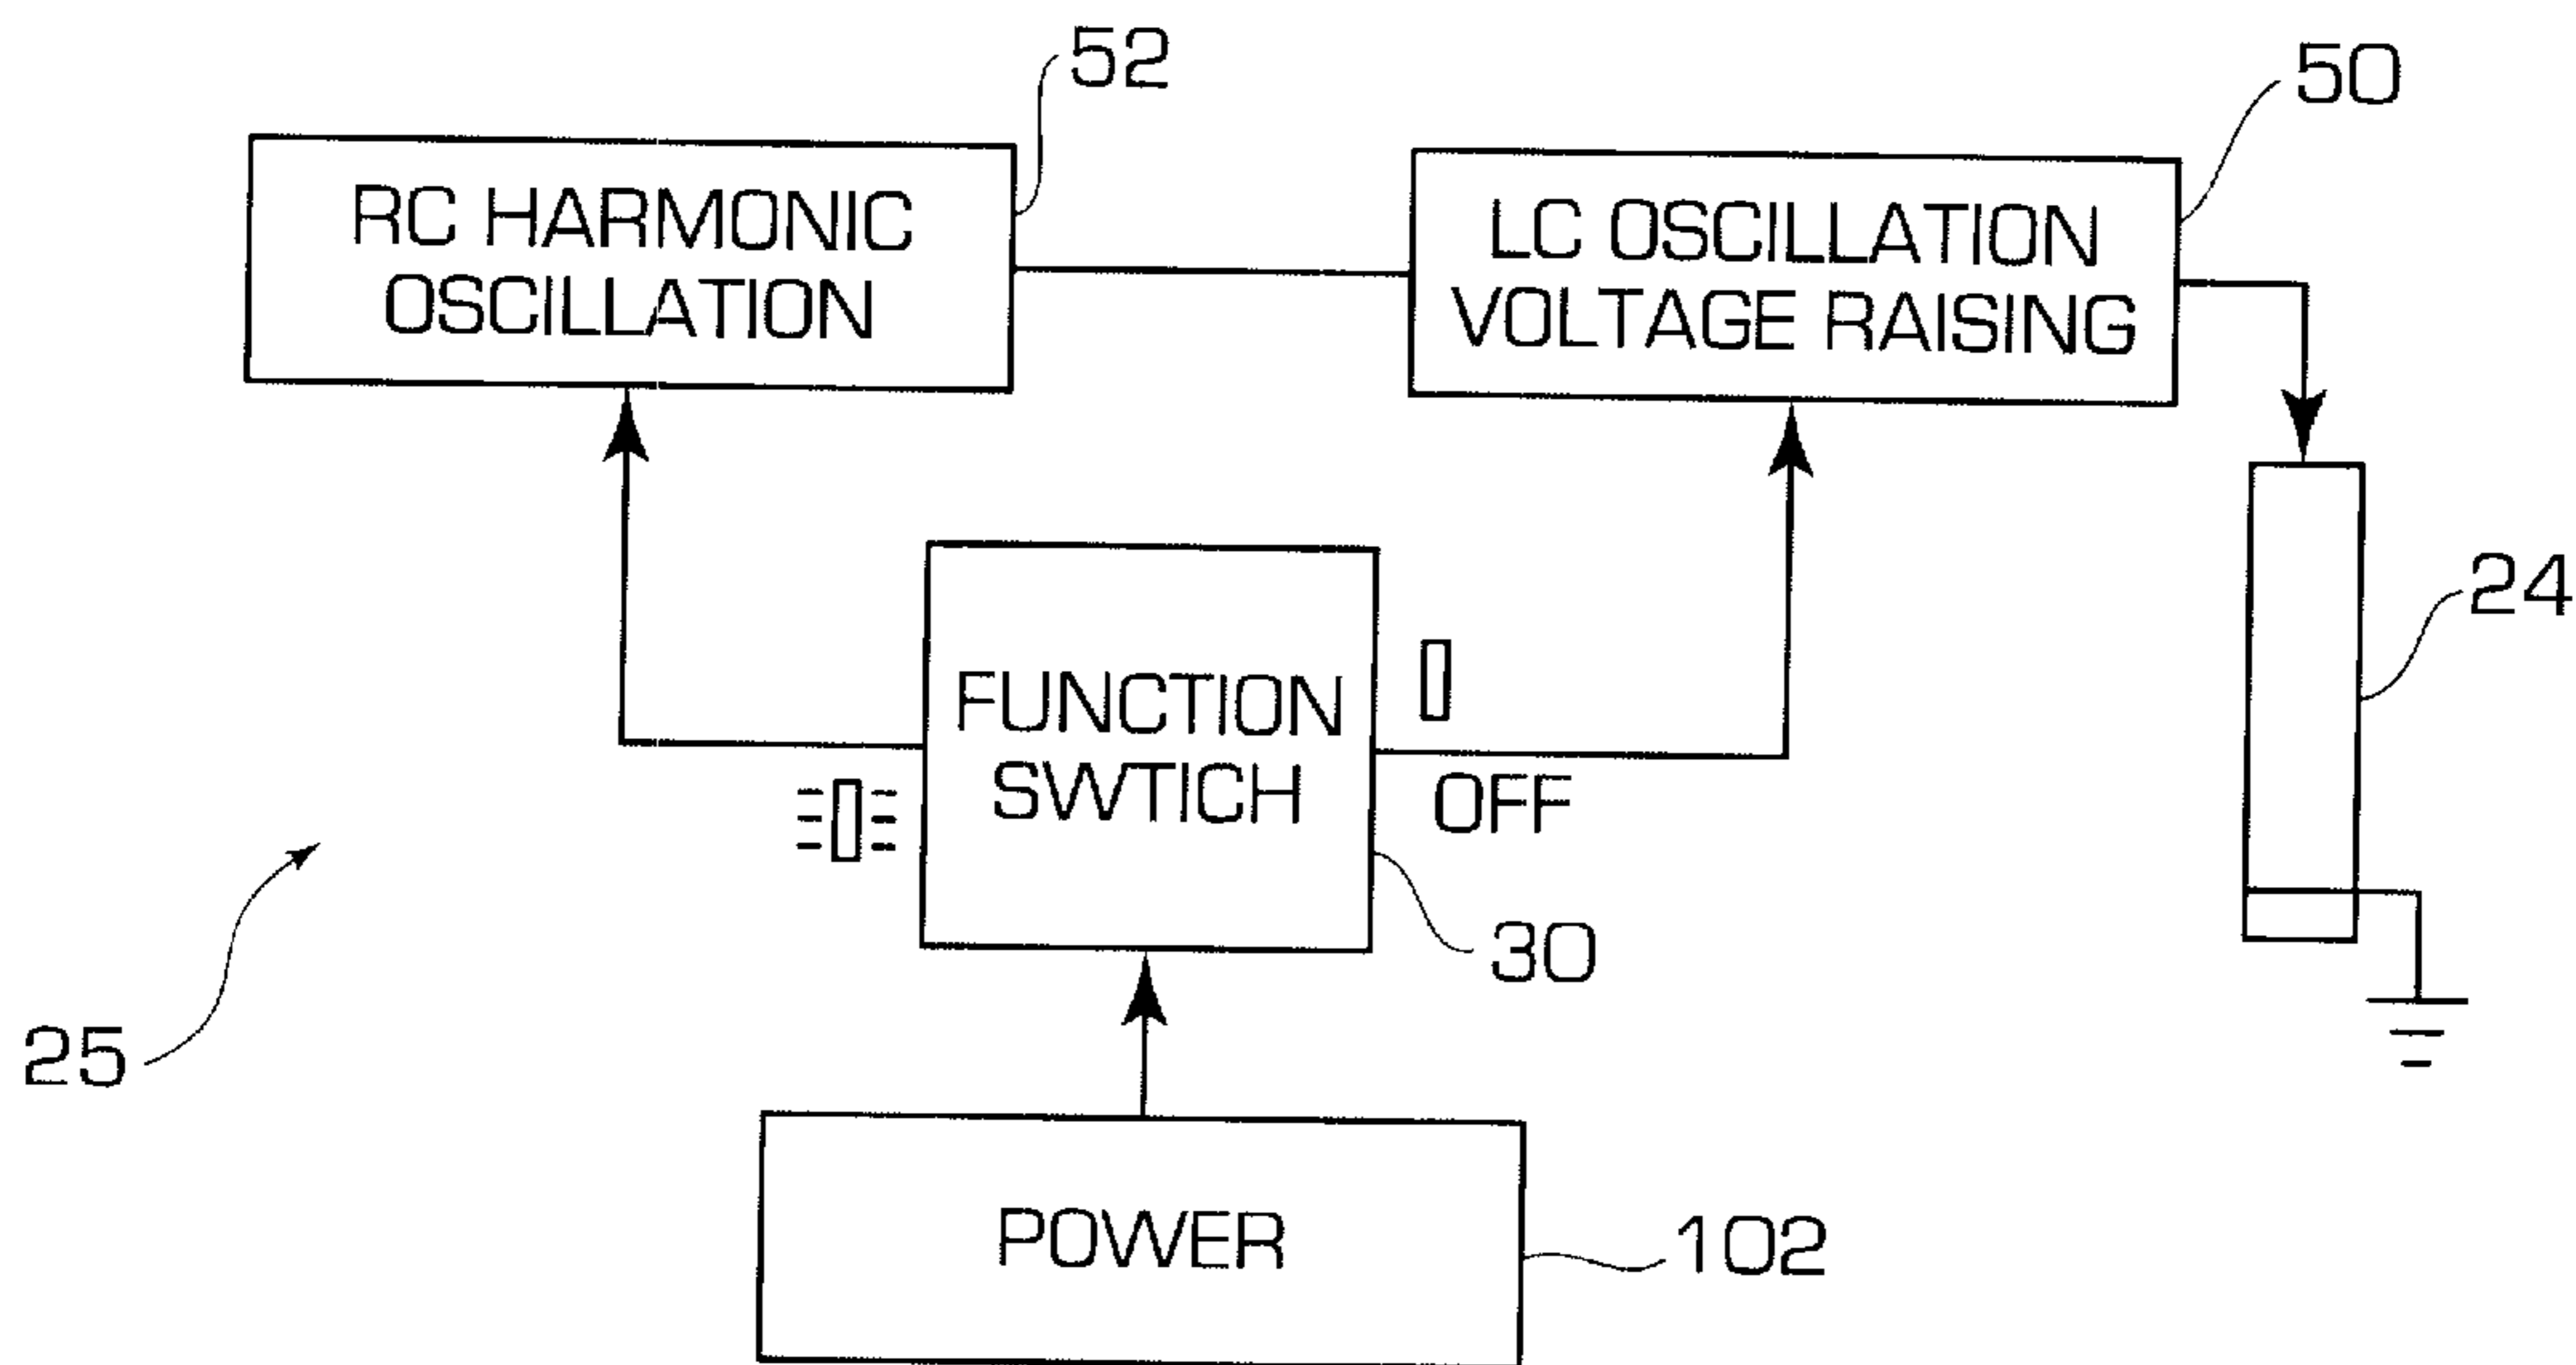 52
50
RC HARMONIC
OSCILLATION
LC OSCILLATION
VOLTAGE RAISING
24
FUNCTION
SWTICH
OFF
30
25
POWER
102